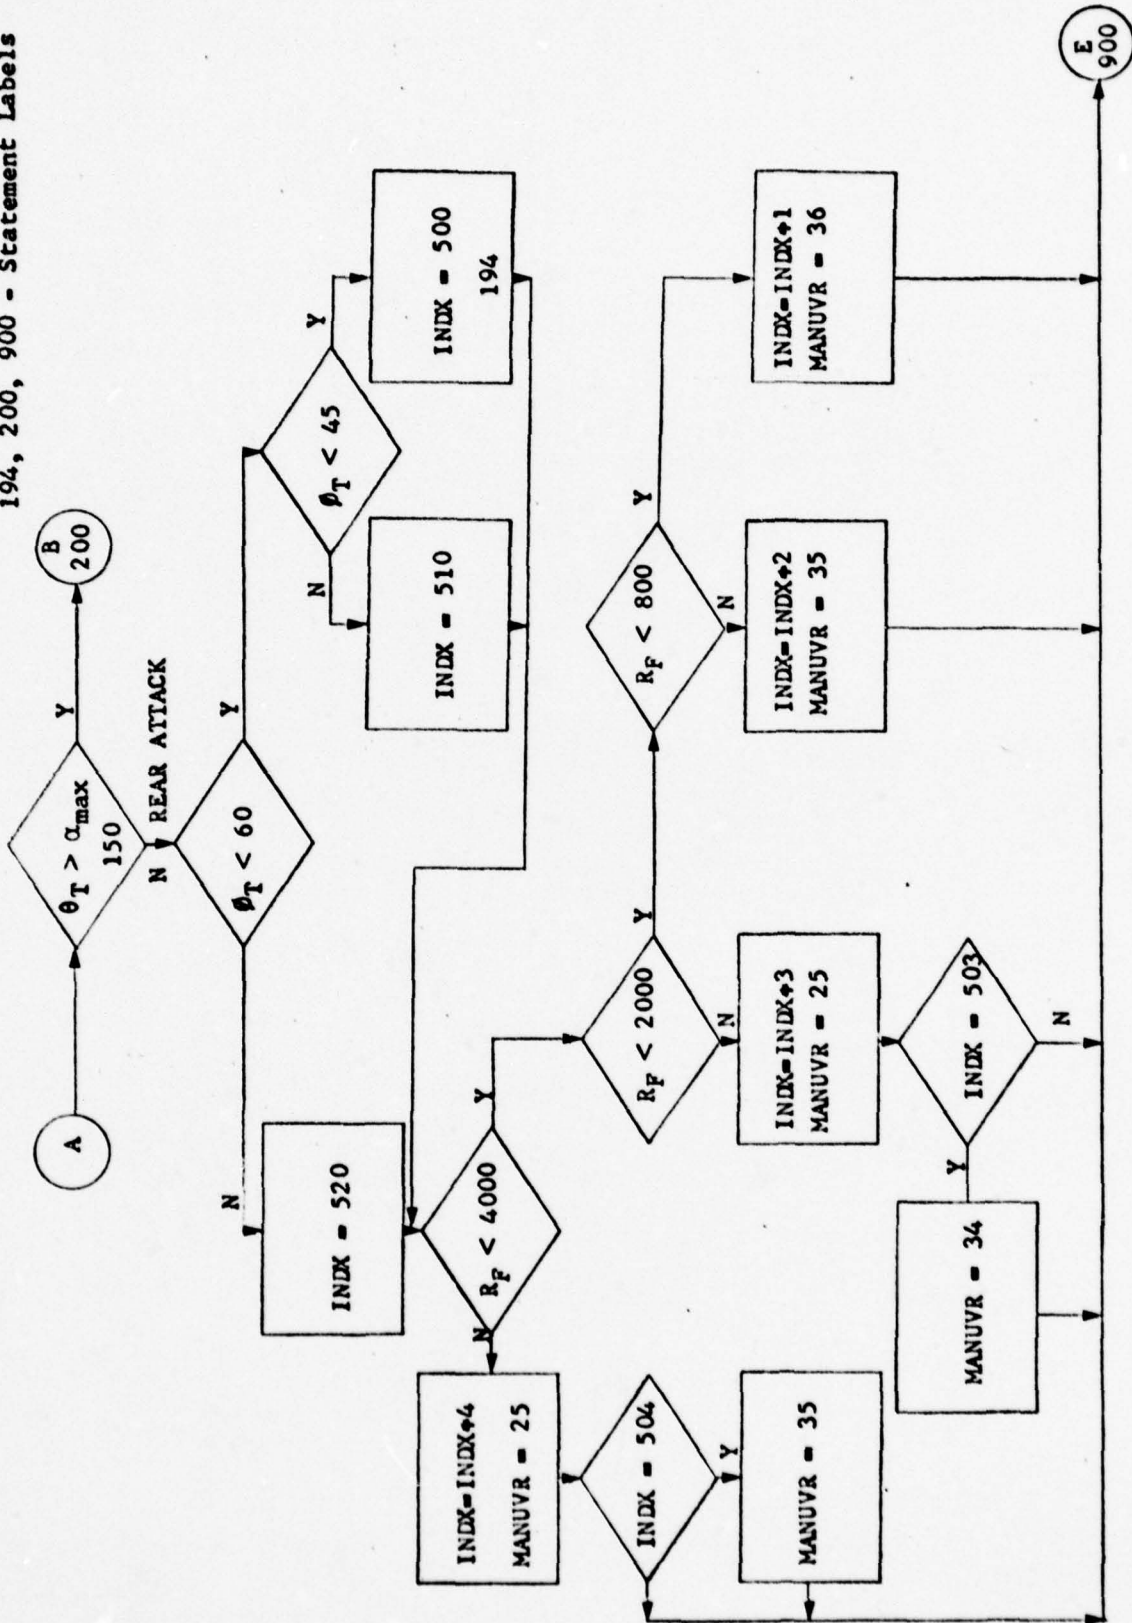 194, 200, 900 - Statement Labels
A
θT > αmax
150
Y
B
200
N
REAR ATTACK
ØT < 60
N
Y
ØT < 45
N
Y
INDX = 520
INDX = 510
INDX = 500
194
RF < 4000
N
Y
INDX=INDX+4
MANUVR = 25
RF < 2000
Y
N
RF < 800
Y
N
INDX = 504
Y
INDX=INDX+3
MANUVR = 25
INDX=INDX+2
MANUVR = 35
INDX=INDX+1
MANUVR = 36
MANUVR = 35
MANUVR = 34
Y
INDX = 503
N
E
900